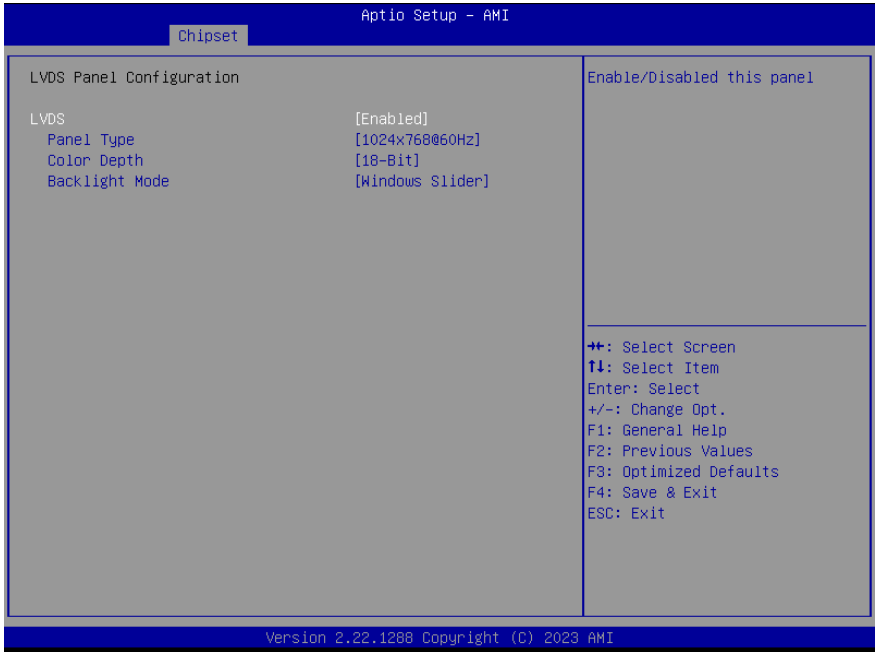 Aptio Setup – AMI
Chipset
LVDS Panel Configuration
LVDS [Enabled]
Panel Type [1024x768@60Hz]
Color Depth [18-Bit]
Backlight Mode [Windows Slider]
Enable/Disabled this panel
→←: Select Screen
↑↓: Select Item
Enter: Select
+/-: Change Opt.
F1: General Help
F2: Previous Values
F3: Optimized Defaults
F4: Save & Exit
ESC: Exit
Version 2.22.1288 Copyright (C) 2023 AMI